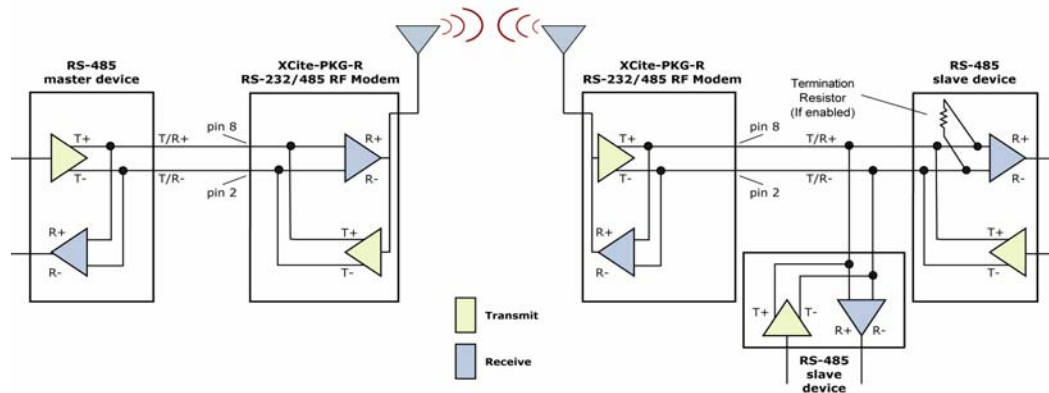 RS-485
master device
XCite-PKG-R
RS-232/485 RF Modem
XCite-PKG-R
RS-232/485 RF Modem
RS-485
slave device
Termination
Resistor
(If enabled)
T+
T-
R+
R-
T/R+
T/R-
pin 8
pin 2
R+
R-
T+
T-
T+
T-
R+
R-
pin 8
pin 2
T/R+
T/R-
R+
R-
T+
T-
T+
T-
R+
R-
RS-485
slave
device
Transmit
Receive